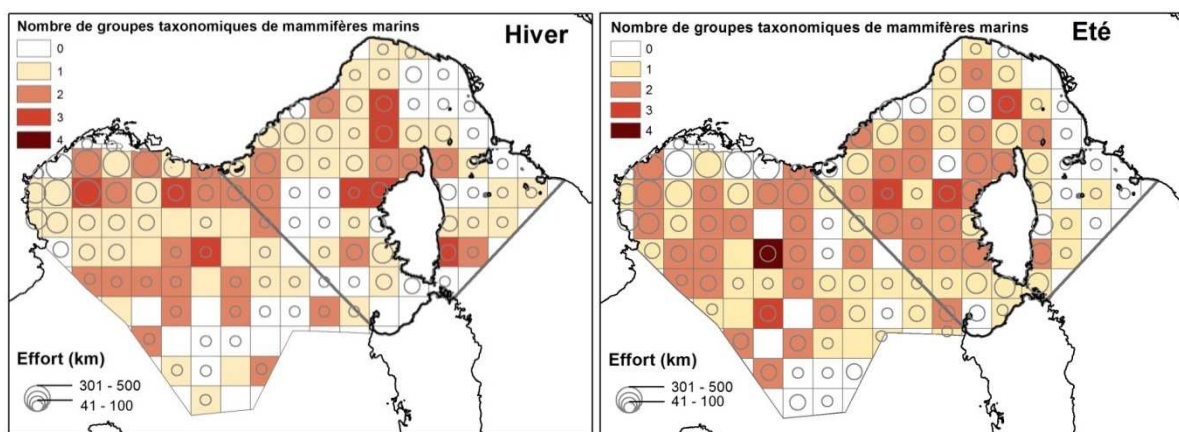 Nombre de groupes taxonomiques de mammifères marins
Hiver
0
1
2
3
4
Effort (km)
301 - 500
41 - 100
Nombre de groupes taxonomiques de mammifères marins
Eté
0
1
2
3
4
Effort (km)
301 - 500
41 - 100